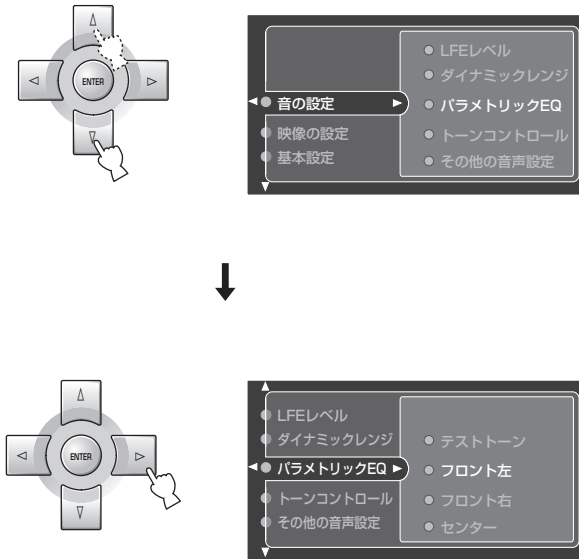 ENTER
LFEレベル
ダイナミックレンジ
音の設定
パラメトリックEQ
映像の設定
トーンコントロール
基本設定
その他の音声設定
ENTER
LFEレベル
ダイナミックレンジ
テストトーン
パラメトリックEQ
フロント左
トーンコントロール
フロント右
その他の音声設定
センター